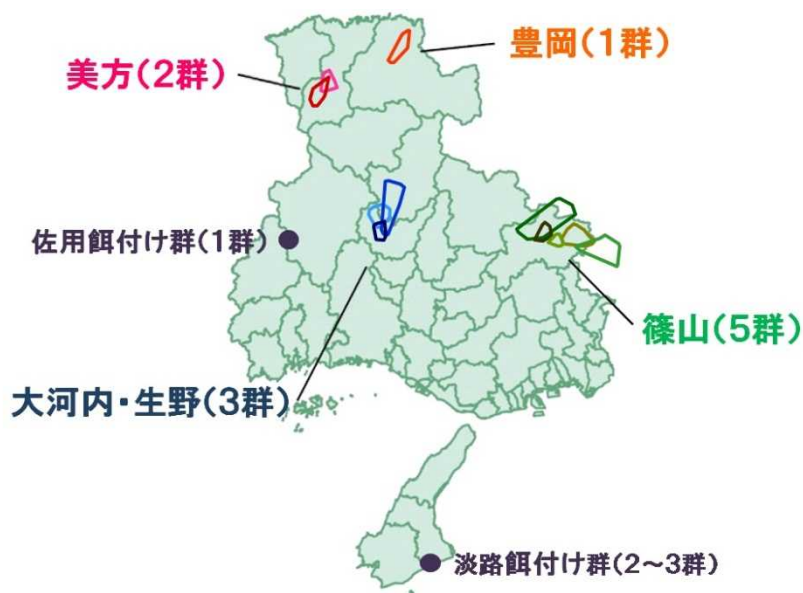 豊岡(1群)
美方(2群)
佐用餌付け群(1群)
篠山(5群)
大河内・生野(3群)
淡路餌付け群(2～3群)